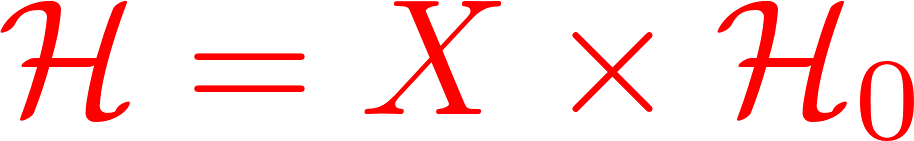 ℋ = X × ℋ₀